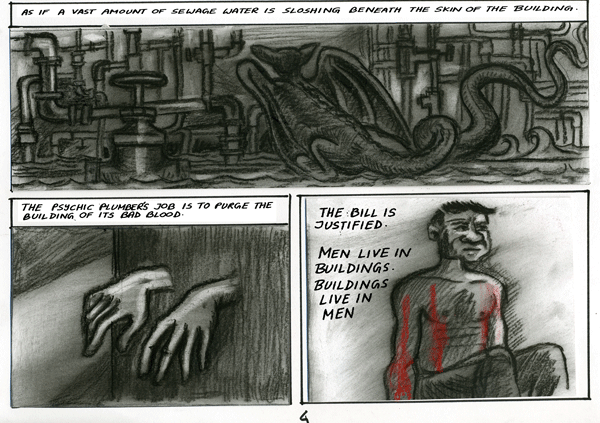 AS IF A VAST AMOUNT OF SEWAGE WATER IS SLOSHING BENEATH THE SKIN OF THE BUILDING.
THE PSYCHIC PLUMBER'S JOB IS TO PURGE THE
BUILDING OF ITS BAD BLOOD.
THE BILL IS
JUSTIFIED.
MEN LIVE IN
BUILDINGS.
BUILDINGS
LIVE IN
MEN
4